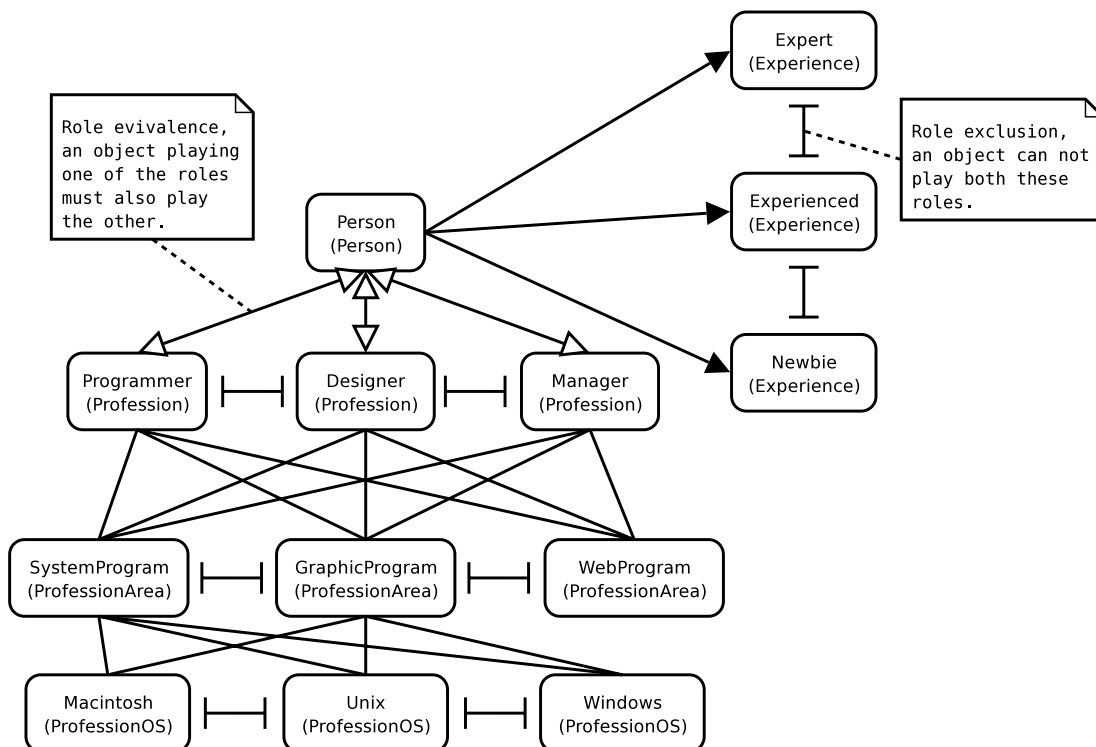 Expert
(Experience)
Role evivalence,
an object playing
one of the roles
must also play
the other.
Role exclusion,
an object can not
play both these
roles.
Person
(Person)
Experienced
(Experience)
Newbie
(Experience)
Programmer
(Profession)
Designer
(Profession)
Manager
(Profession)
SystemProgram
(ProfessionArea)
GraphicProgram
(ProfessionArea)
WebProgram
(ProfessionArea)
Macintosh
(ProfessionOS)
Unix
(ProfessionOS)
Windows
(ProfessionOS)